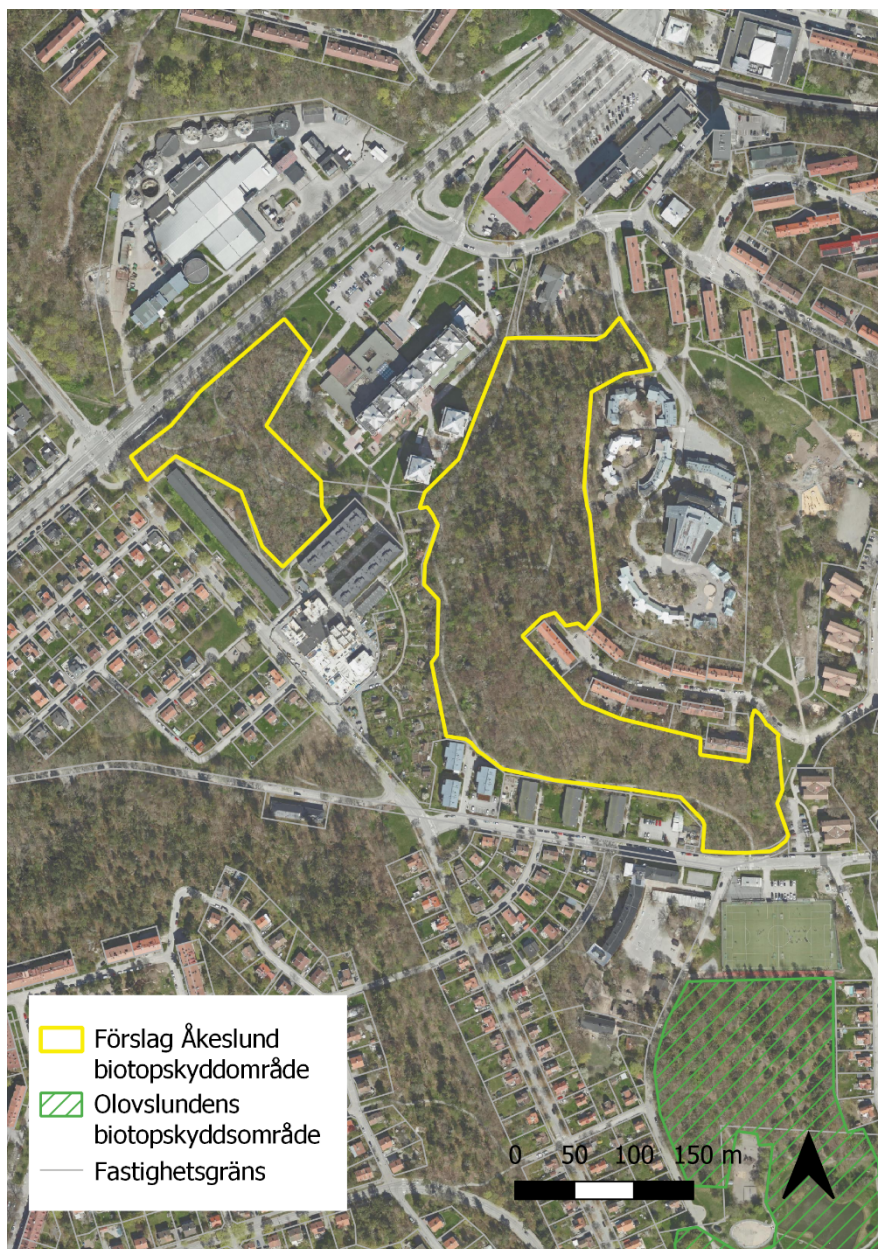 Förslag Åkeslund
biotopskyddområde
Olovslundens
biotopskyddsområde
Fastighetsgräns
0 50 100 150 m